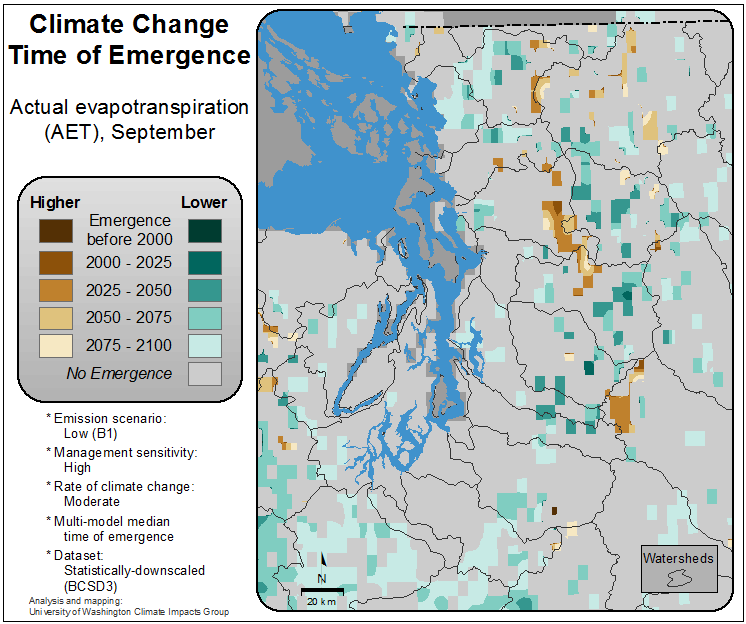 Climate Change
Time of Emergence
Actual evapotranspiration
(AET), September
Higher Lower
Emergence
before 2000
2000 - 2025
2025 - 2050
2050 - 2075
2075 - 2100
No Emergence
* Emission scenario:
Low (B1)
* Management sensitivity:
High
* Rate of climate change:
Moderate
* Multi-model median
time of emergence
* Dataset:
Statistically-downscaled
(BCSD3)
Analysis and mapping:
University of Washington Climate Impacts Group
N
20 km
Watersheds